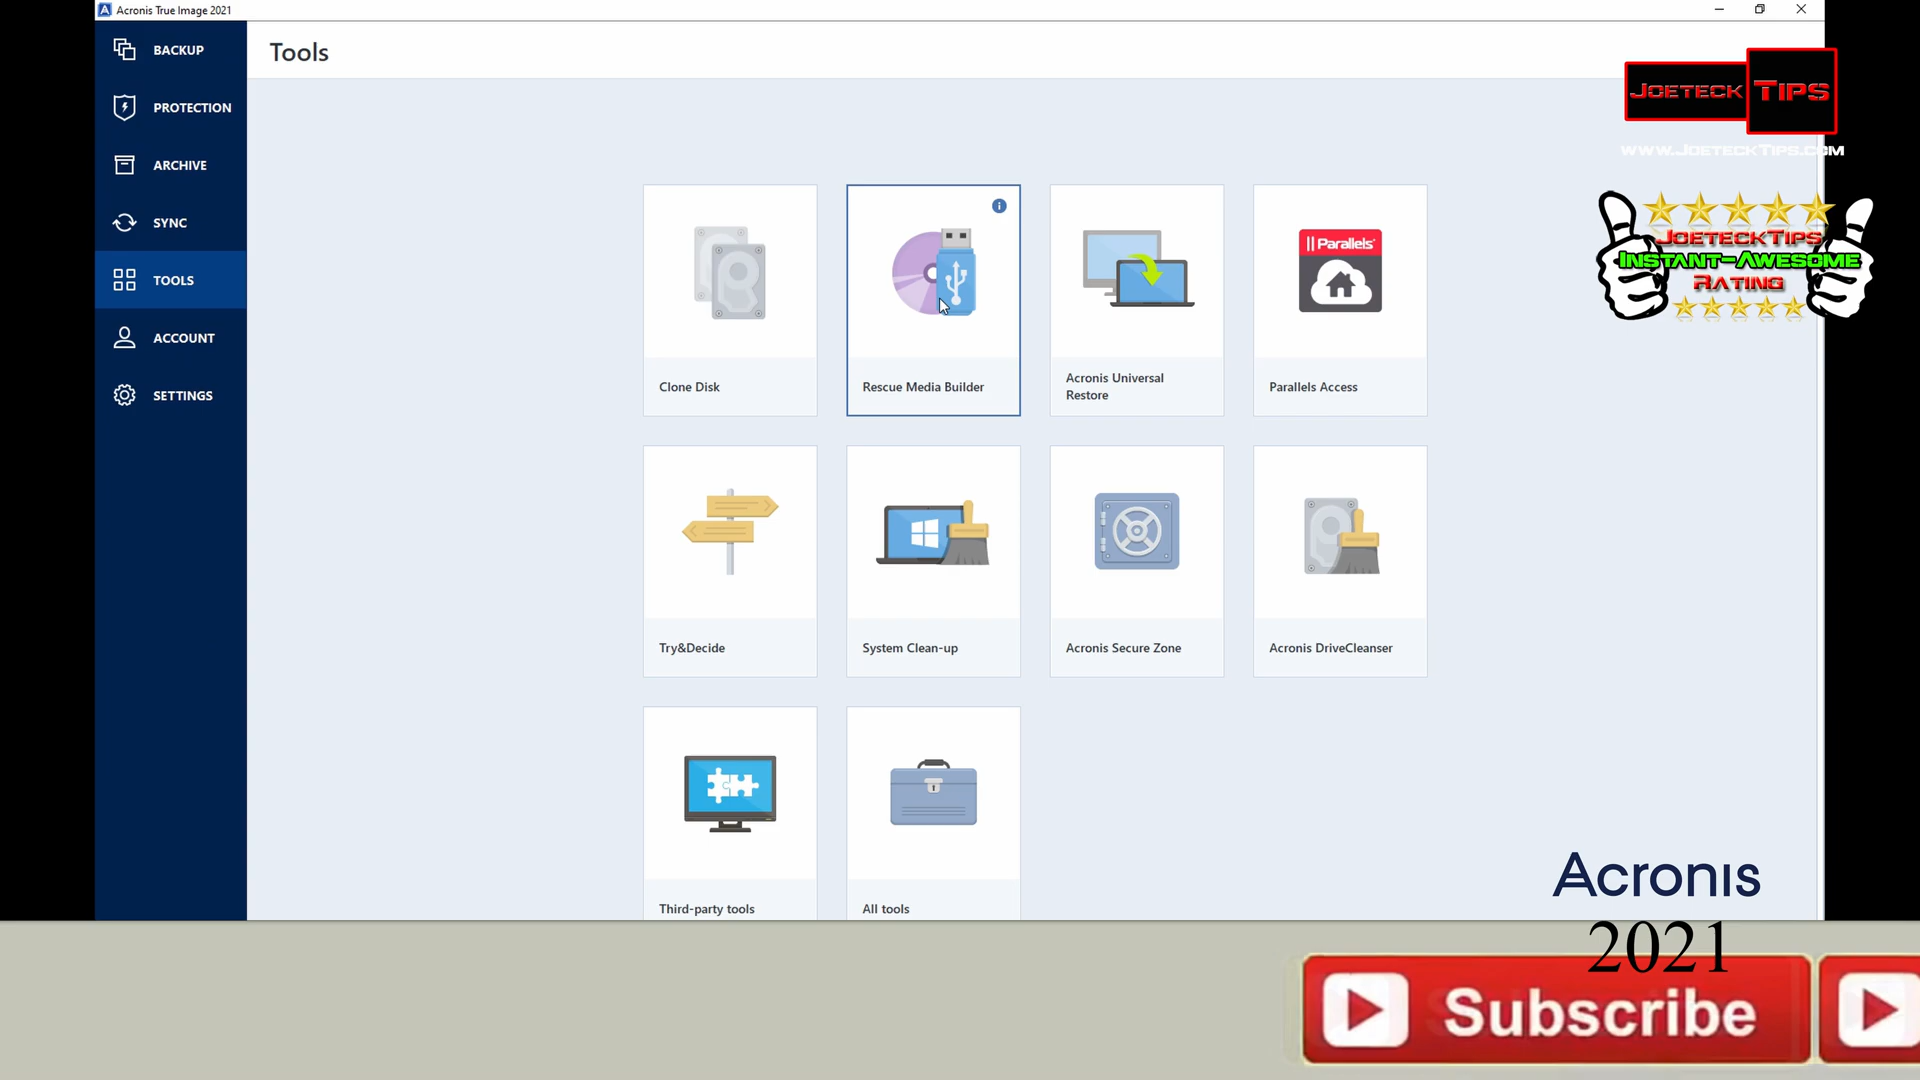 Acronis True Image 2021
BACKUP
PROTECTION
ARCHIVE
SYNC
TOOLS
ACCOUNT
SETTINGS
Tools
Clone Disk
Rescue Media Builder
Acronis Universal
Restore
Parallels
Parallels Access
Try&Decide
System Clean-up
Acronis Secure Zone
Acronis DriveCleanser
Third-party tools
All tools
JOETECK TIPS
WWW.JOETECKTIPS.COM
JOETECKTIPS
INSTANT-AWESOME
RATING
Acronis
2021
Subscribe